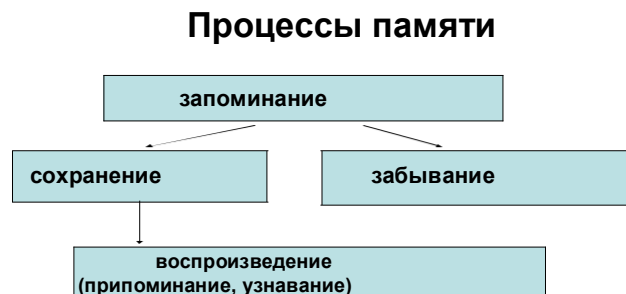 Процессы памяти
запоминание
сохранение
забывание
воспроизведение
(припоминание, узнавание)